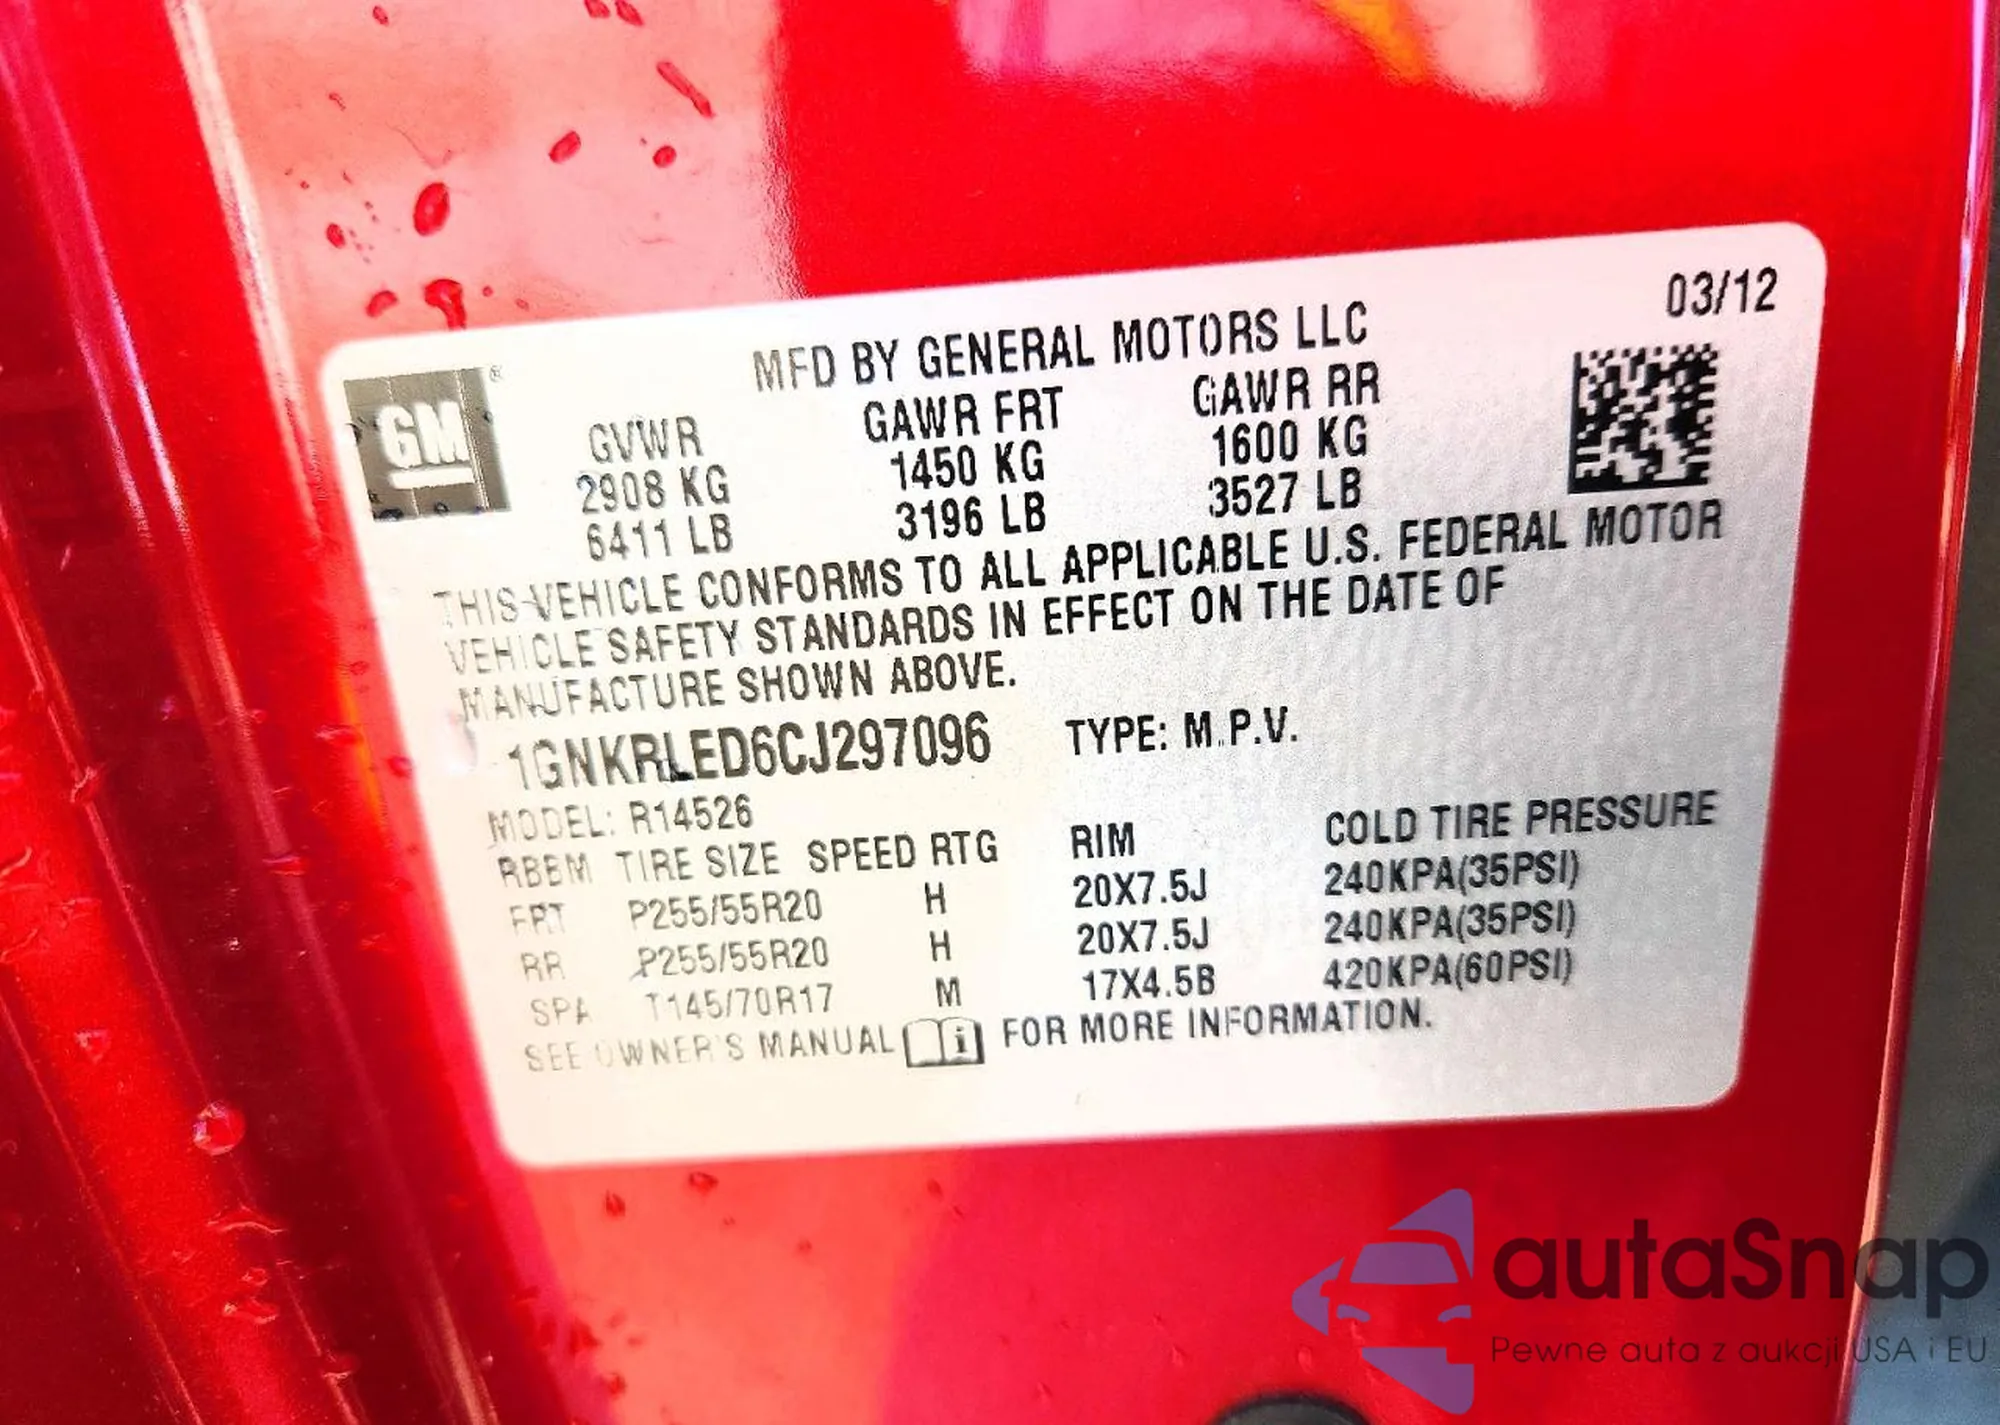 03/12
MFD BY GENERAL MOTORS LLC
GM ®
GVWR GAWR FRT GAWR RR
2908 KG 1450 KG 1600 KG
6411 LB 3196 LB 3527 LB
THIS VEHICLE CONFORMS TO ALL APPLICABLE U.S. FEDERAL MOTOR
VEHICLE SAFETY STANDARDS IN EFFECT ON THE DATE OF
MANUFACTURE SHOWN ABOVE.
1GNKRLED6CJ297096 TYPE: M.P.V.
MODEL: R14526
RBBM TIRE SIZE SPEED RTG RIM COLD TIRE PRESSURE
FRT P255/55R20 H 20X7.5J 240KPA(35PSI)
RR P255/55R20 H 20X7.5J 240KPA(35PSI)
SPA T145/70R17 M 17X4.5B 420KPA(60PSI)
SEE OWNER'S MANUAL i FOR MORE INFORMATION.
autaSnap
Pewne auta z aukcji USA i EU